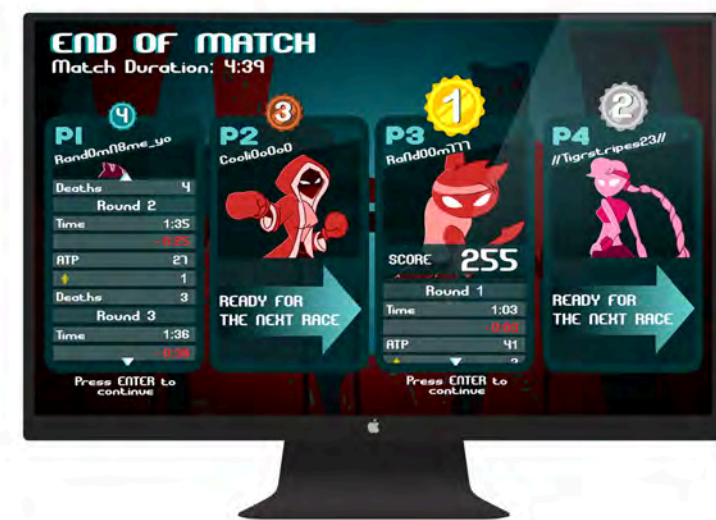 END OF MATCH
Match Duration: 4:39
4
P1
Rand0mN8me_yo
Deaths 4
Round 2
Time 1:35
- 0:25
ATP 27
1
Deaths 3
Round 3
Time 1:36
Press ENTER to
continue
3
P2
Cooli0o0o0
READY FOR
THE NEXT RACE
1
P3
SCORE 255
Round 1
Time 1:03
ATP 41
Press ENTER to
continue
2
P4
//Tigrstripes23//
READY FOR
THE NEXT RACE